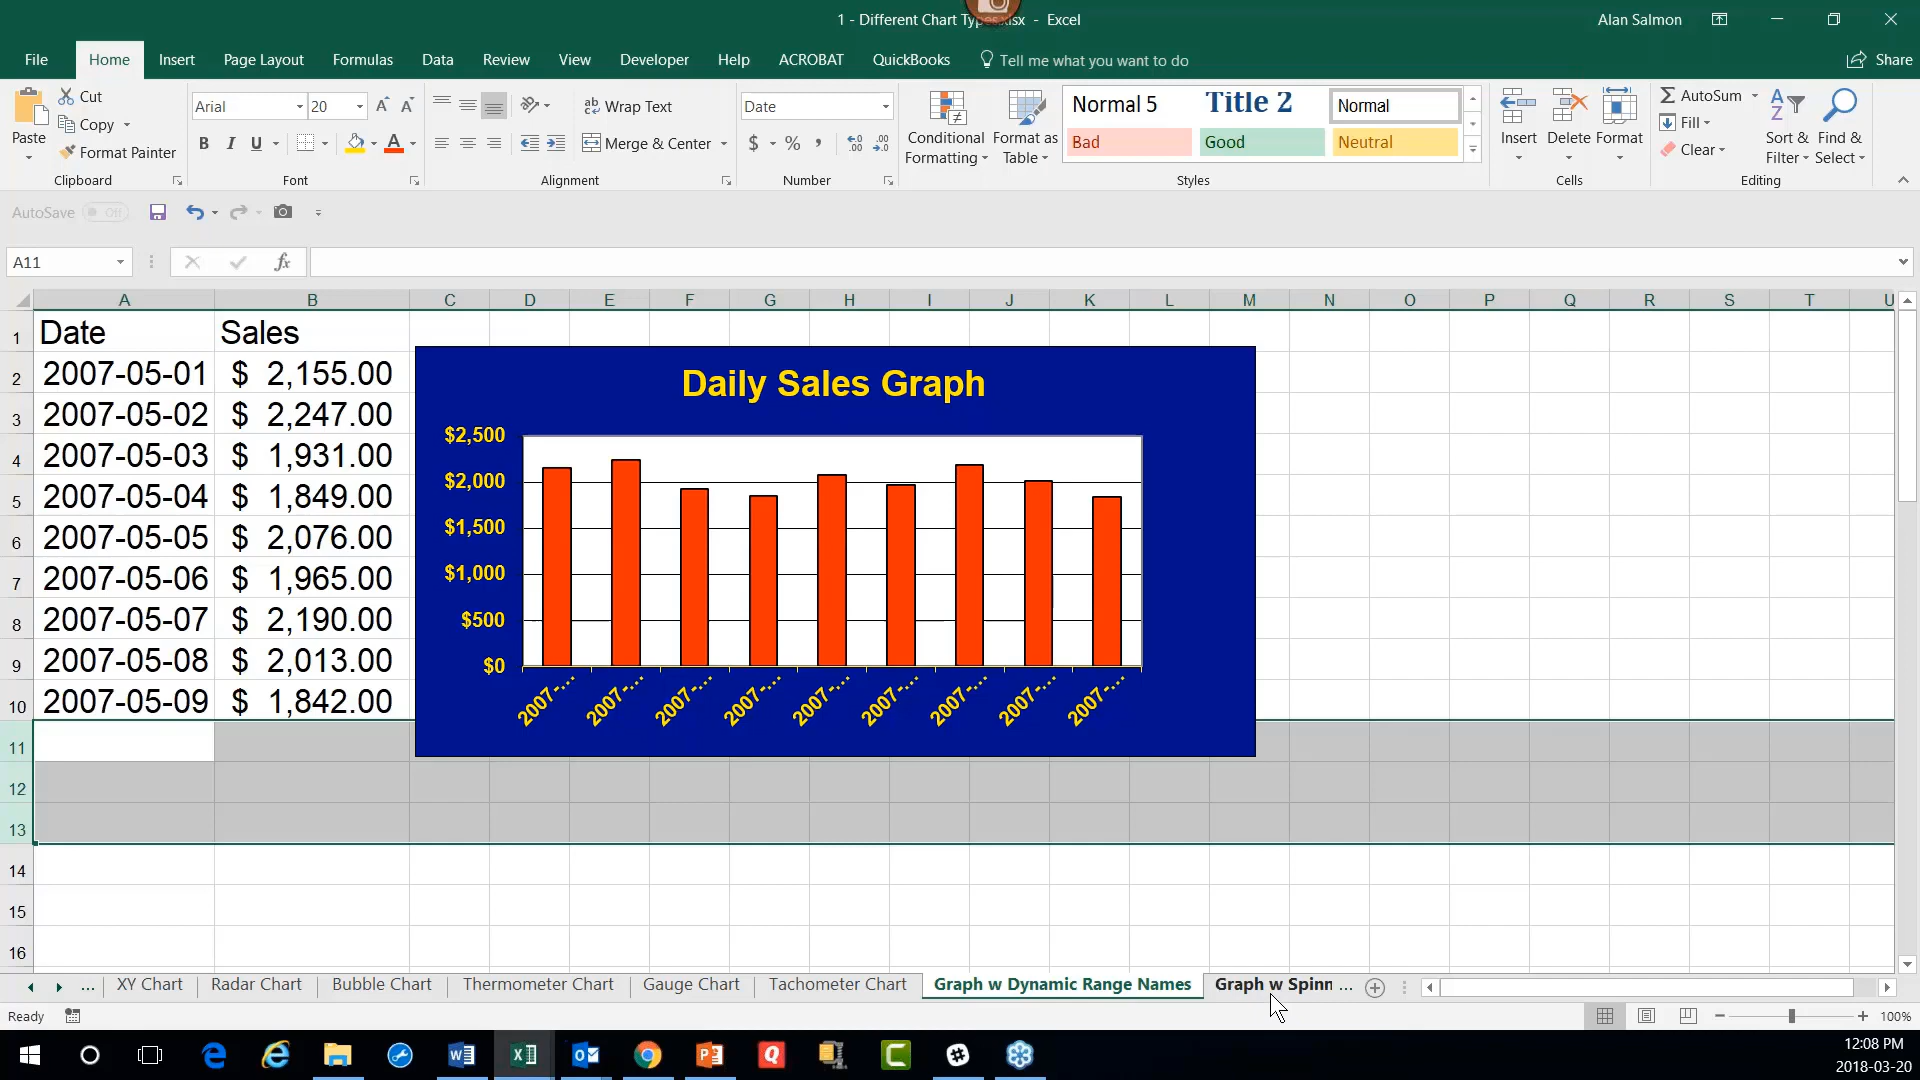 1 - Different Chart Types.xlsx - Excel
Alan Salmon
File Home Insert Page Layout Formulas Data Review View Developer Help ACROBAT QuickBooks Tell me what you want to do Share
Paste
Cut
Copy
Format Painter
Clipboard
Arial 20 A A
B I U A
Font
ab Wrap Text
Merge & Center
Alignment
Date
$ % ,
Number
Conditional Formatting
Format as Table
Normal 5 Title 2 Normal
Bad Good Neutral
Styles
Insert Delete Format
Cells
AutoSum
Fill
Clear
Sort & Filter
Find & Select
Editing
AutoSave Off
A11 fx
A B C D E F G H I J K L M N O P Q R S T U
1 Date Sales
2 2007-05-01 $ 2,155.00
3 2007-05-02 $ 2,247.00
4 2007-05-03 $ 1,931.00
5 2007-05-04 $ 1,849.00
6 2007-05-05 $ 2,076.00
7 2007-05-06 $ 1,965.00
8 2007-05-07 $ 2,190.00
9 2007-05-08 $ 2,013.00
10 2007-05-09 $ 1,842.00
11
12
13
14
15
16
Daily Sales Graph
$2,500
$2,000
$1,500
$1,000
$500
$0
2007-... 2007-... 2007-... 2007-... 2007-... 2007-... 2007-... 2007-... 2007-...
... XY Chart Radar Chart Bubble Chart Thermometer Chart Gauge Chart Tachometer Chart Graph w Dynamic Range Names Graph w Spinn ...
Ready 100%
12:08 PM
2018-03-20